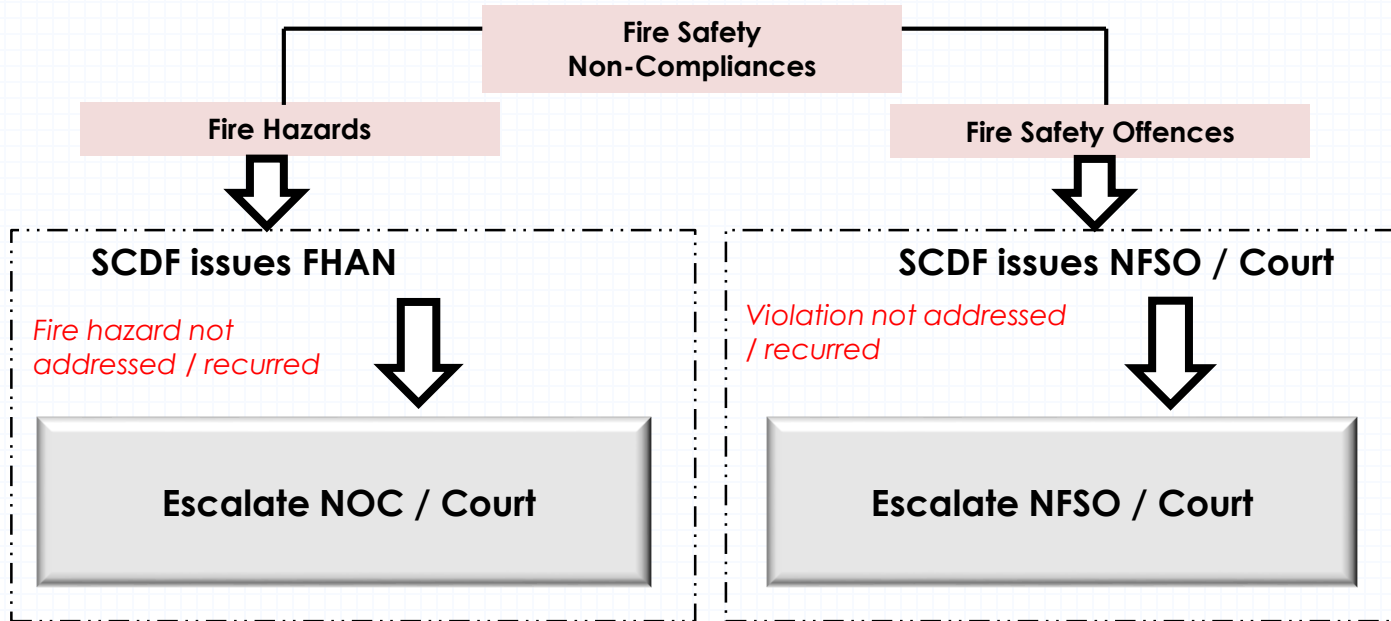 Fire Safety
Non-Compliances
Fire Hazards
Fire Safety Offences
SCDF issues FHAN
Fire hazard not
addressed / recurred
Escalate NOC / Court
SCDF issues NFSO / Court
Violation not addressed
/ recurred
Escalate NFSO / Court